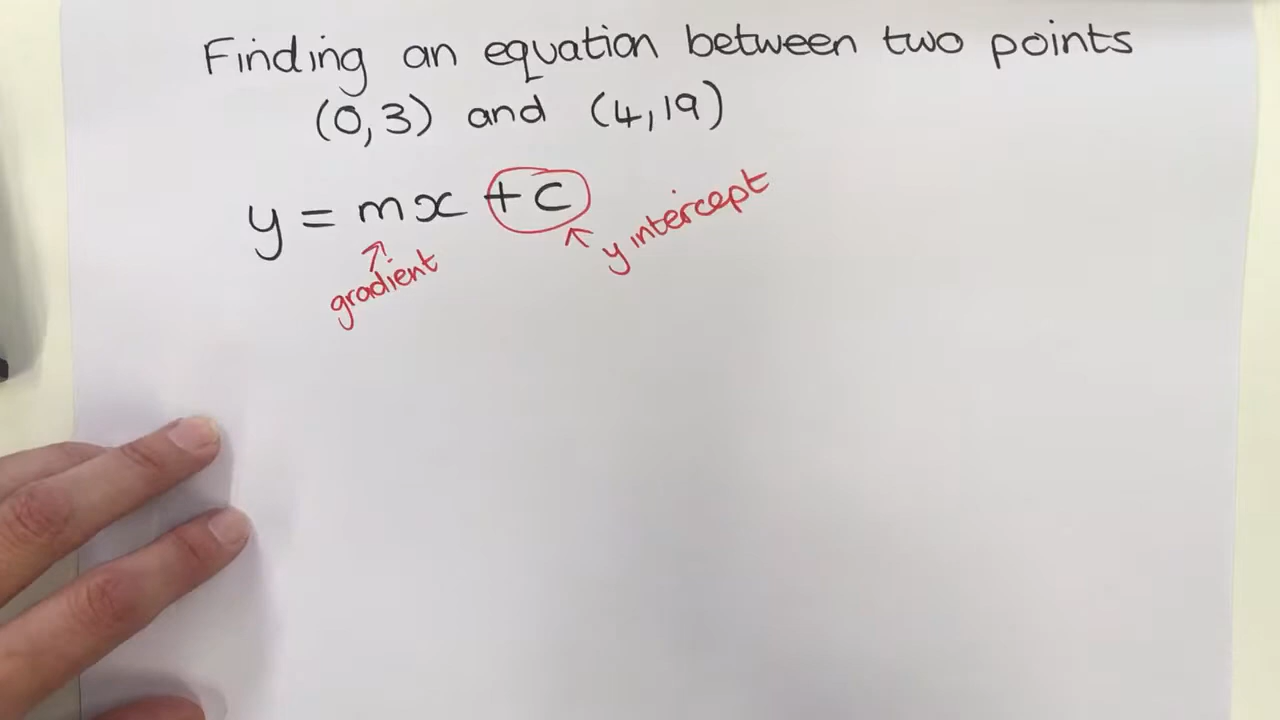 Finding an equation between two points
(0,3) and (4,19)
y = mx + c
gradient
y intercept